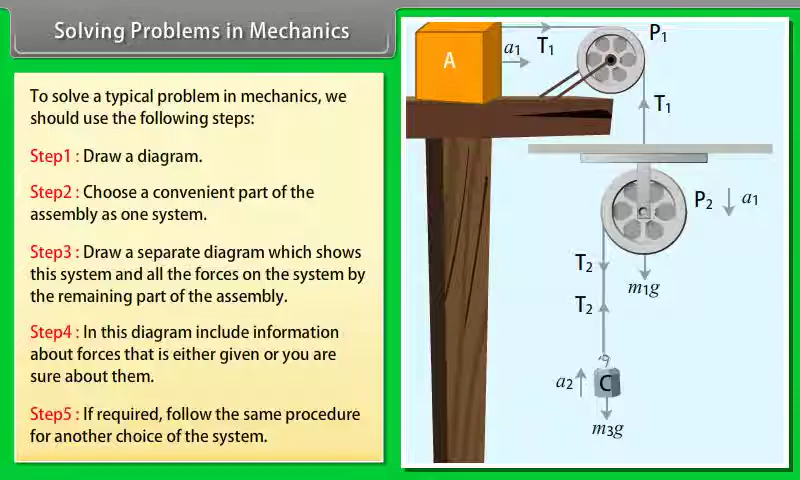 Solving Problems in Mechanics
To solve a typical problem in mechanics, we
should use the following steps:
Step1 : Draw a diagram.
Step2 : Choose a convenient part of the
assembly as one system.
Step3 : Draw a separate diagram which shows
this system and all the forces on the system by
the remaining part of the assembly.
Step4 : In this diagram include information
about forces that is either given or you are
sure about them.
Step5 : If required, follow the same procedure
for another choice of the system.
A
a₁
T₁
P₁
T₁
P₂
a₁
T₂
m₁g
T₂
a₂
C
m₃g